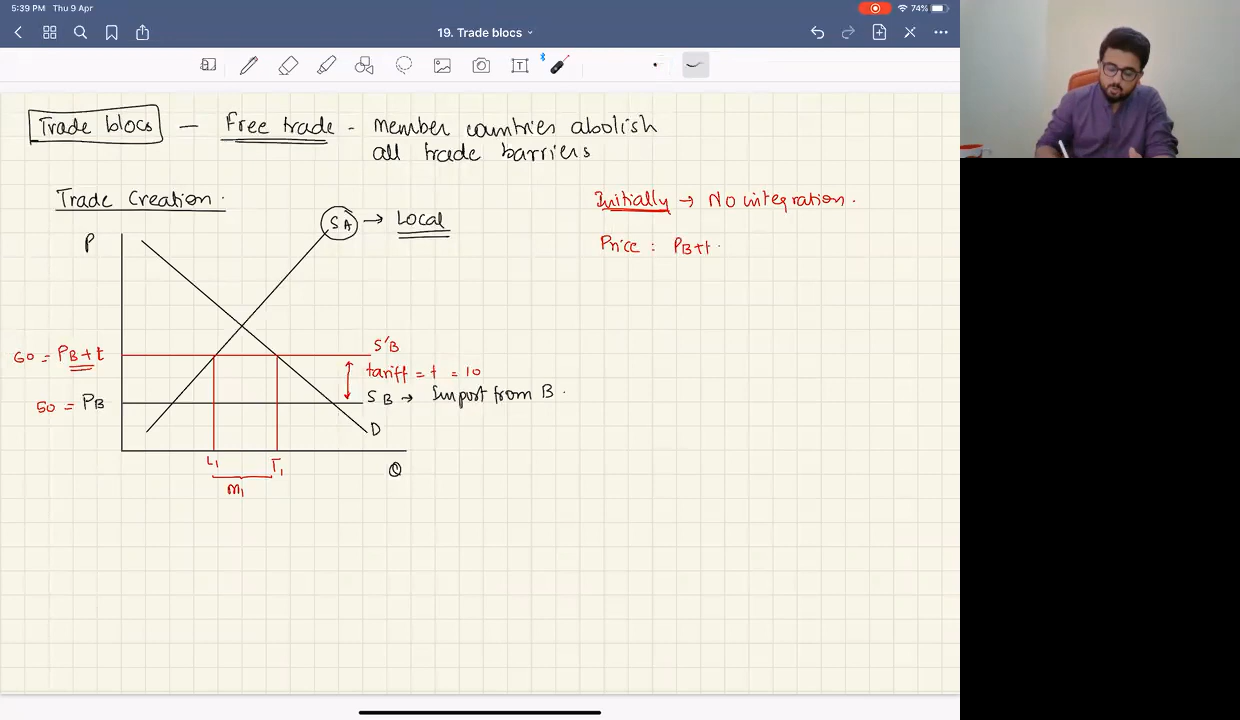 5:39 PM Thu 9 Apr
74%
19. Trade blocs
Trade blocs — Free trade - member countries abolish
all trade barriers
Trade Creation.
SA → Local
P
60 = PB+t
S'B
tariff = t = 10
50 = PB
SB → Import from B.
D
L1 T1
Q
M1
Initially → No integration.
Price : PB+t.